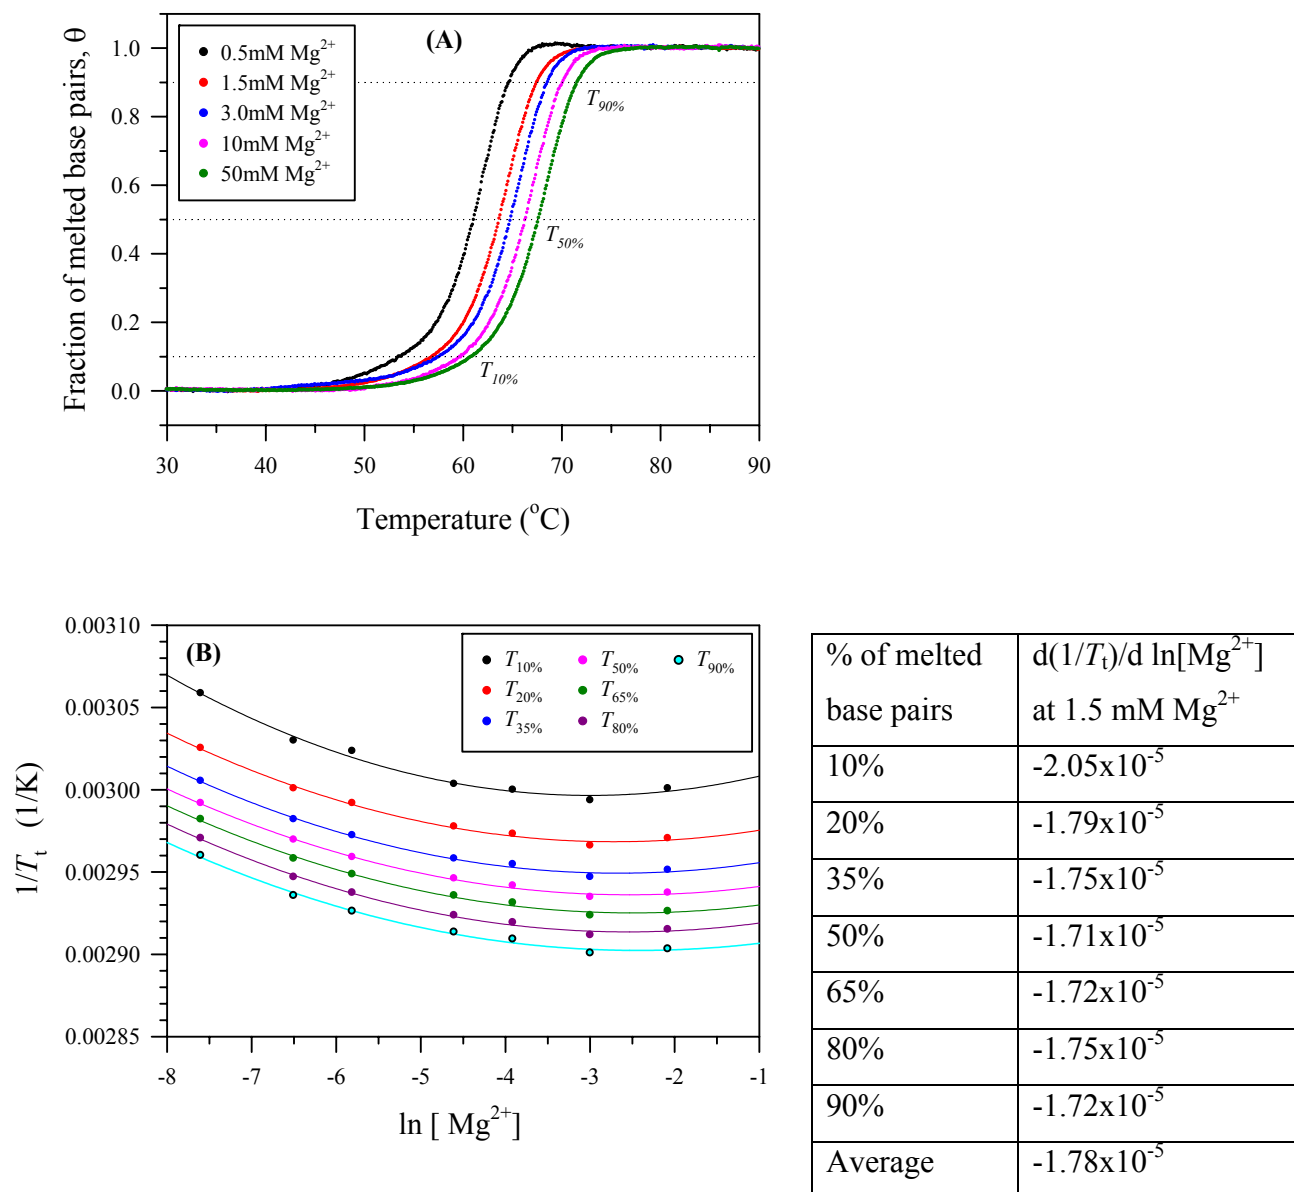 (A)
0.5mM Mg2+
1.5mM Mg2+
3.0mM Mg2+
10mM Mg2+
50mM Mg2+
T90%
T50%
T10%
Fraction of melted base pairs, θ
1.0
0.8
0.6
0.4
0.2
0.0
30 40 50 60 70 80 90
Temperature (oC)
(B)
T10% T50% T90%
T20% T65%
T35% T80%
1/Tt (1/K)
0.00310
0.00305
0.00300
0.00295
0.00290
0.00285
-8 -7 -6 -5 -4 -3 -2 -1
ln [ Mg2+]
% of melted base pairs d(1/Tt)/d ln[Mg2+] at 1.5 mM Mg2+
10% -2.05x10-5
20% -1.79x10-5
35% -1.75x10-5
50% -1.71x10-5
65% -1.72x10-5
80% -1.75x10-5
90% -1.72x10-5
Average -1.78x10-5